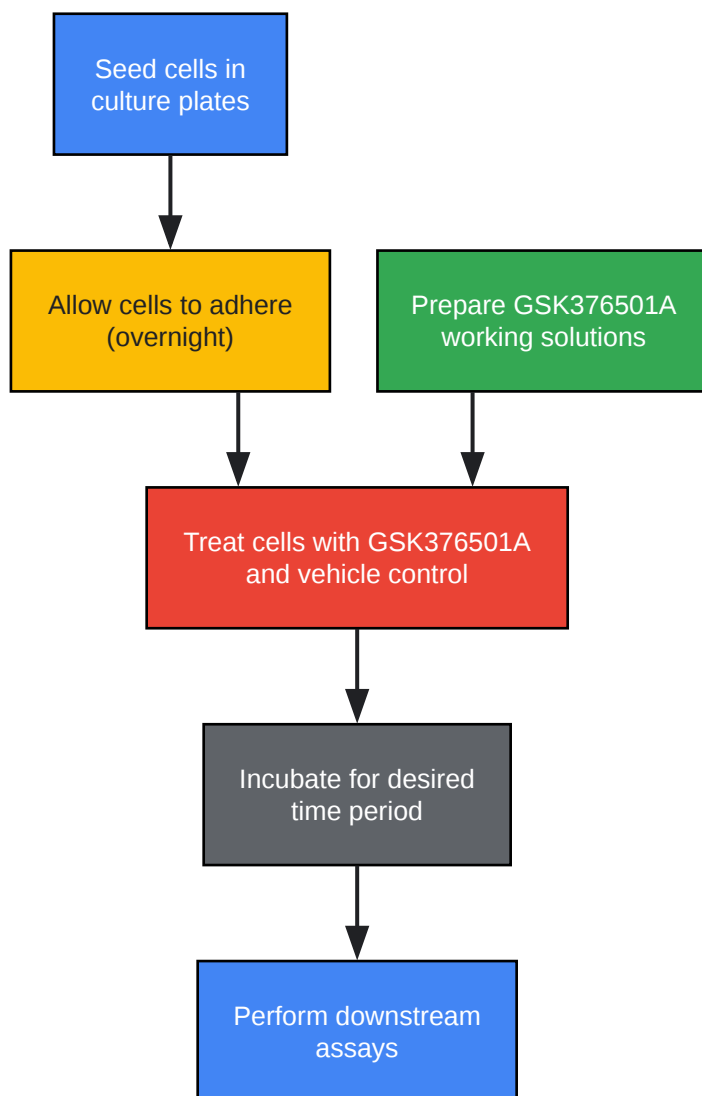 Seed cells in
culture plates
Allow cells to adhere
(overnight)
Prepare GSK376501A
working solutions
Treat cells with GSK376501A
and vehicle control
Incubate for desired
time period
Perform downstream
assays